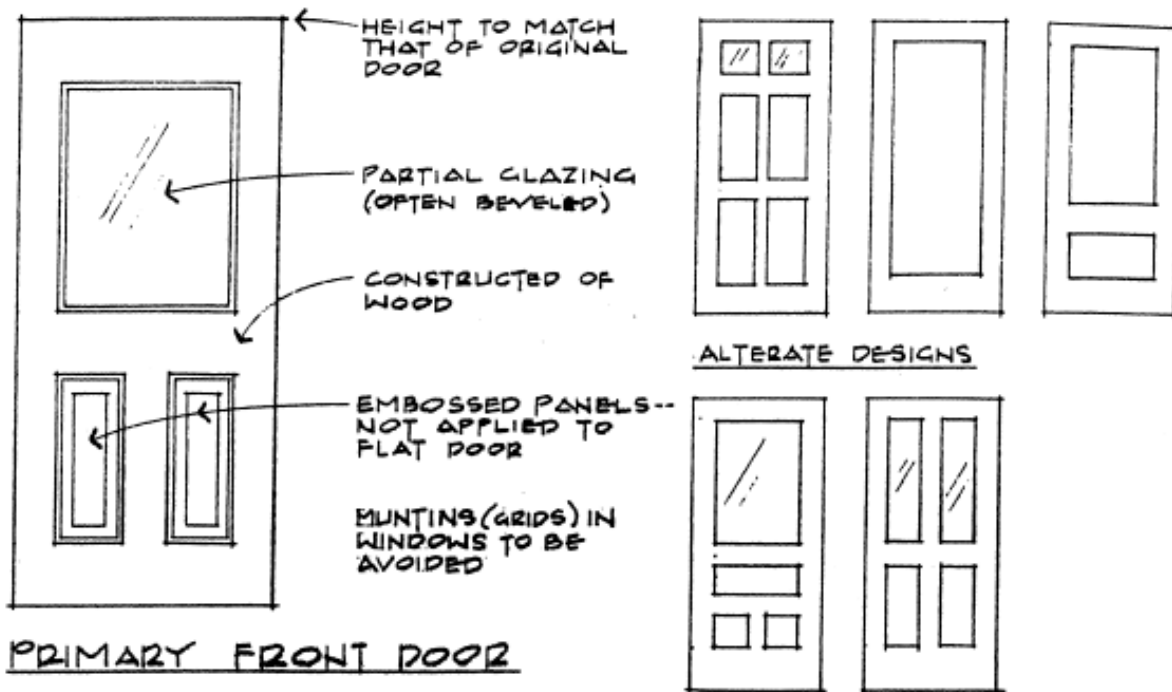 HEIGHT TO MATCH
THAT OF ORIGINAL
DOOR
PARTIAL GLAZING
(OFTEN BEVELED)
CONSTRUCTED OF
WOOD
EMBOSSED PANELS--
NOT APPLIED TO
FLAT DOOR
MUNTINS (GRIDS) IN
WINDOWS TO BE
AVOIDED
PRIMARY FRONT DOOR
ALTERATE DESIGNS